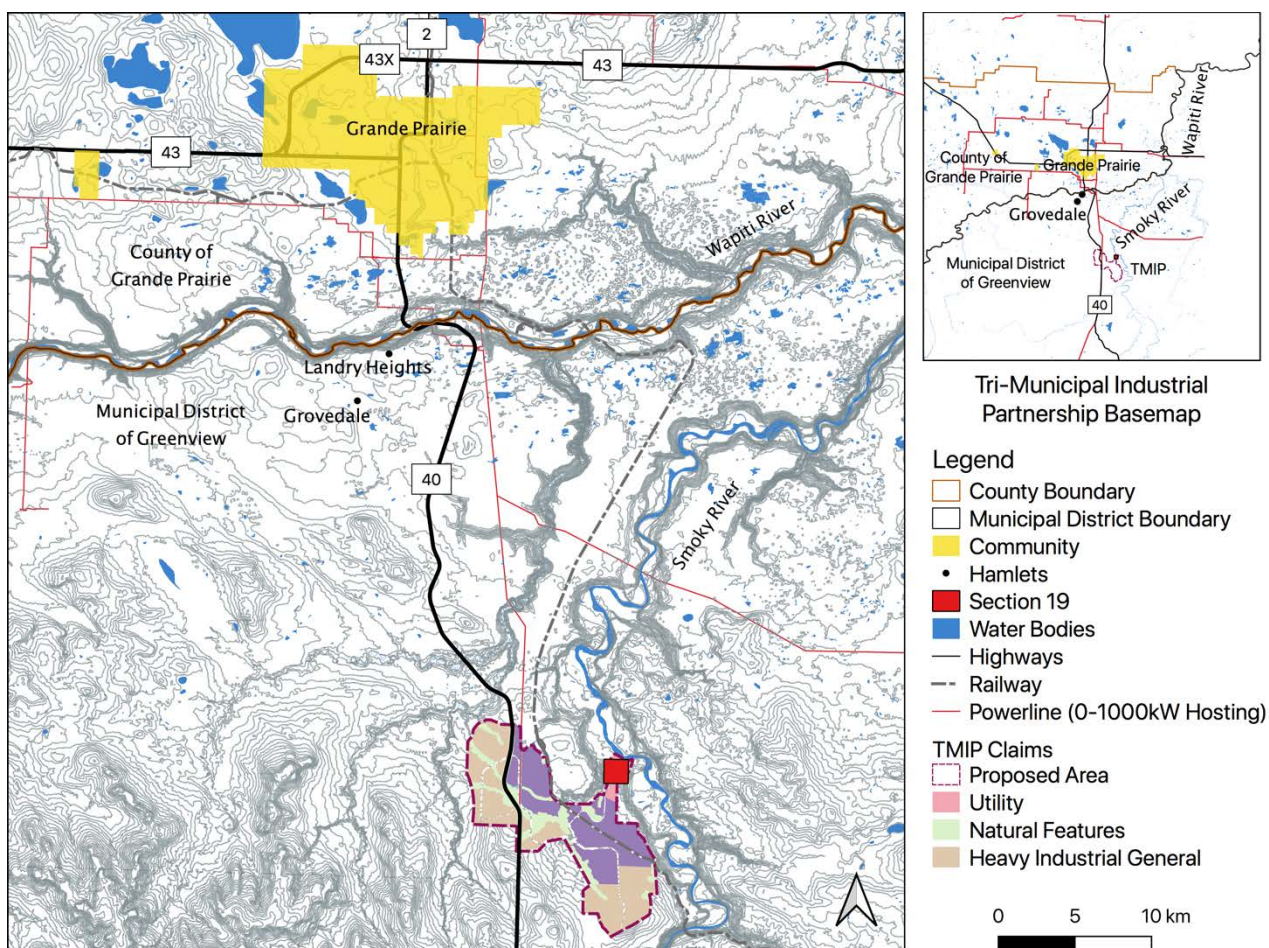 2
43X
43
Grande Prairie
43
Wapiti River
County of
Grande Prairie
Landry Heights
Municipal District
of Greenview
Grovedale
40
Smoky River
Wapiti River
County of
Grande Prairie
Grande Prairie
Grovedale
Smoky River
Municipal District
of Greenview
TMIP
40
Tri-Municipal Industrial
Partnership Basemap
Legend
County Boundary
Municipal District Boundary
Community
Hamlets
Section 19
Water Bodies
Highways
Railway
Powerline (0-1000kW Hosting)
TMIP Claims
Proposed Area
Utility
Natural Features
Heavy Industrial General
0 5 10 km